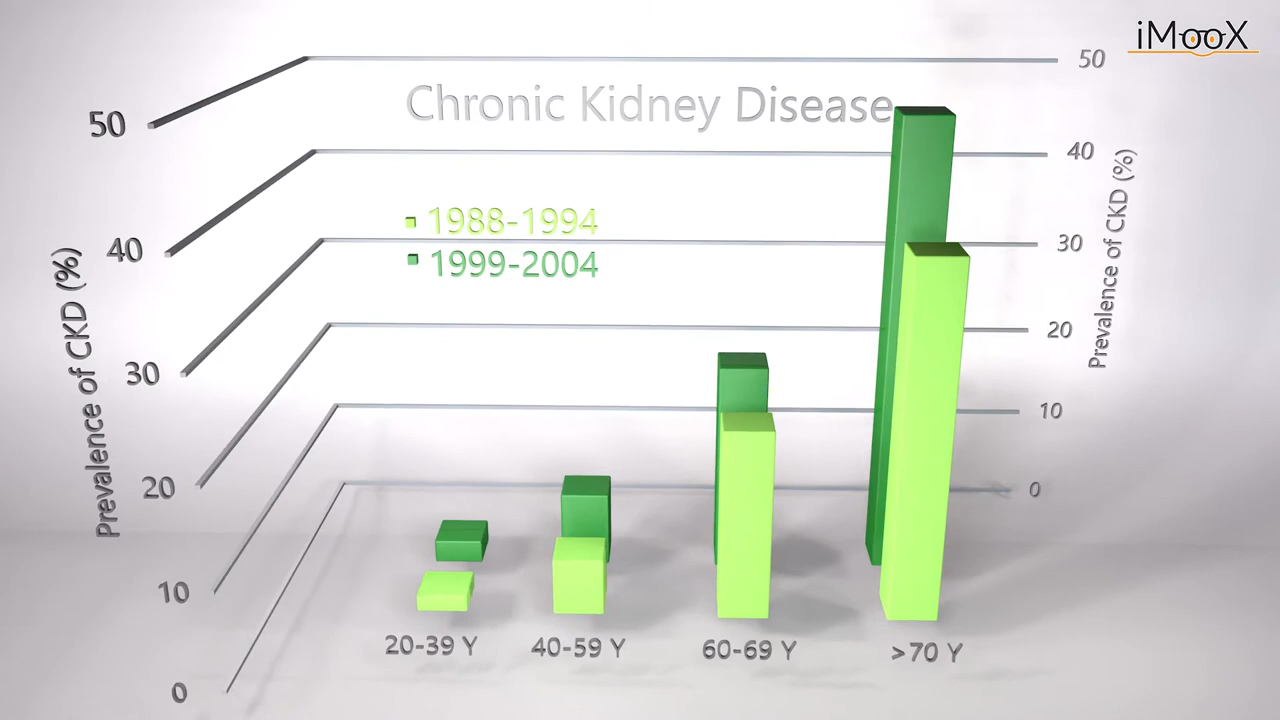 iMooX
Chronic Kidney Disease
1988-1994
1999-2004
Prevalence of CKD (%)
50
40
30
20
10
0
50
40
30
20
10
0
Prevalence of CKD (%)
20-39 Y
40-59 Y
60-69 Y
>70 Y